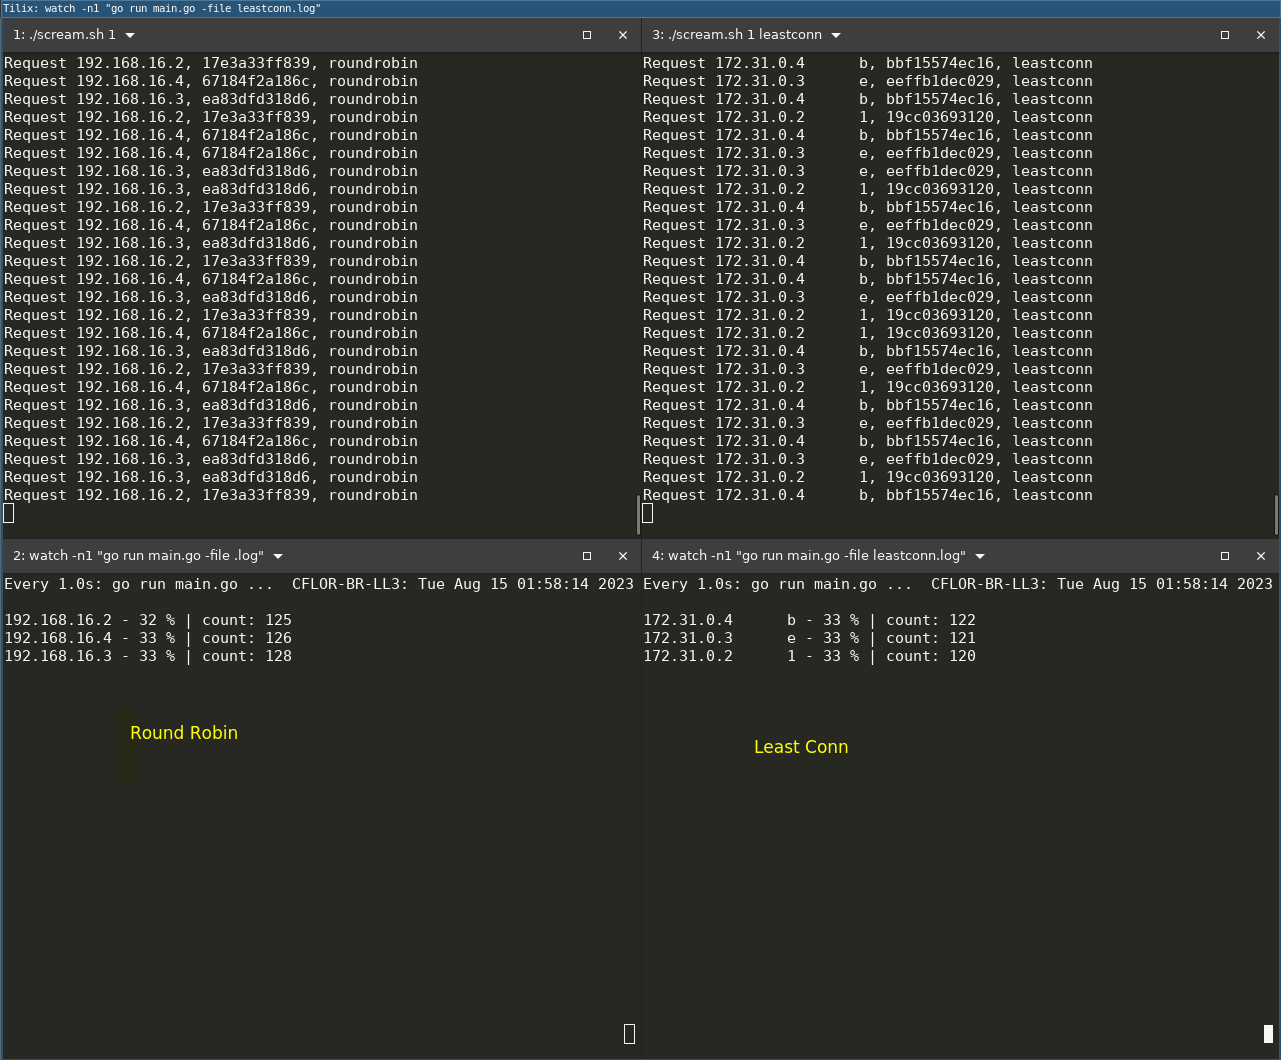 Tilix: watch -n1 "go run main.go -file leastconn.log"
1: ./scream.sh 1
Request 192.168.16.2, 17e3a33ff839, roundrobin
Request 192.168.16.4, 67184f2a186c, roundrobin
Request 192.168.16.3, ea83dfd318d6, roundrobin
Request 192.168.16.2, 17e3a33ff839, roundrobin
Request 192.168.16.4, 67184f2a186c, roundrobin
Request 192.168.16.4, 67184f2a186c, roundrobin
Request 192.168.16.3, ea83dfd318d6, roundrobin
Request 192.168.16.3, ea83dfd318d6, roundrobin
Request 192.168.16.2, 17e3a33ff839, roundrobin
Request 192.168.16.4, 67184f2a186c, roundrobin
Request 192.168.16.3, ea83dfd318d6, roundrobin
Request 192.168.16.2, 17e3a33ff839, roundrobin
Request 192.168.16.4, 67184f2a186c, roundrobin
Request 192.168.16.3, ea83dfd318d6, roundrobin
Request 192.168.16.2, 17e3a33ff839, roundrobin
Request 192.168.16.4, 67184f2a186c, roundrobin
Request 192.168.16.3, ea83dfd318d6, roundrobin
Request 192.168.16.2, 17e3a33ff839, roundrobin
Request 192.168.16.4, 67184f2a186c, roundrobin
Request 192.168.16.3, ea83dfd318d6, roundrobin
Request 192.168.16.2, 17e3a33ff839, roundrobin
Request 192.168.16.4, 67184f2a186c, roundrobin
Request 192.168.16.3, ea83dfd318d6, roundrobin
Request 192.168.16.3, ea83dfd318d6, roundrobin
Request 192.168.16.2, 17e3a33ff839, roundrobin
3: ./scream.sh 1 leastconn
Request 172.31.0.4      b, bbf15574ec16, leastconn
Request 172.31.0.3      e, eeffb1dec029, leastconn
Request 172.31.0.4      b, bbf15574ec16, leastconn
Request 172.31.0.2      1, 19cc03693120, leastconn
Request 172.31.0.4      b, bbf15574ec16, leastconn
Request 172.31.0.3      e, eeffb1dec029, leastconn
Request 172.31.0.3      e, eeffb1dec029, leastconn
Request 172.31.0.2      1, 19cc03693120, leastconn
Request 172.31.0.4      b, bbf15574ec16, leastconn
Request 172.31.0.3      e, eeffb1dec029, leastconn
Request 172.31.0.2      1, 19cc03693120, leastconn
Request 172.31.0.4      b, bbf15574ec16, leastconn
Request 172.31.0.4      b, bbf15574ec16, leastconn
Request 172.31.0.3      e, eeffb1dec029, leastconn
Request 172.31.0.2      1, 19cc03693120, leastconn
Request 172.31.0.2      1, 19cc03693120, leastconn
Request 172.31.0.4      b, bbf15574ec16, leastconn
Request 172.31.0.3      e, eeffb1dec029, leastconn
Request 172.31.0.2      1, 19cc03693120, leastconn
Request 172.31.0.4      b, bbf15574ec16, leastconn
Request 172.31.0.3      e, eeffb1dec029, leastconn
Request 172.31.0.4      b, bbf15574ec16, leastconn
Request 172.31.0.3      e, eeffb1dec029, leastconn
Request 172.31.0.2      1, 19cc03693120, leastconn
Request 172.31.0.4      b, bbf15574ec16, leastconn
2: watch -n1 "go run main.go -file .log"
Every 1.0s: go run main.go ...  CFLOR-BR-LL3: Tue Aug 15 01:58:14 2023
192.168.16.2 - 32 % | count: 125
192.168.16.4 - 33 % | count: 126
192.168.16.3 - 33 % | count: 128
Round Robin
4: watch -n1 "go run main.go -file leastconn.log"
Every 1.0s: go run main.go ...  CFLOR-BR-LL3: Tue Aug 15 01:58:14 2023
172.31.0.4      b - 33 % | count: 122
172.31.0.3      e - 33 % | count: 121
172.31.0.2      1 - 33 % | count: 120
Least Conn